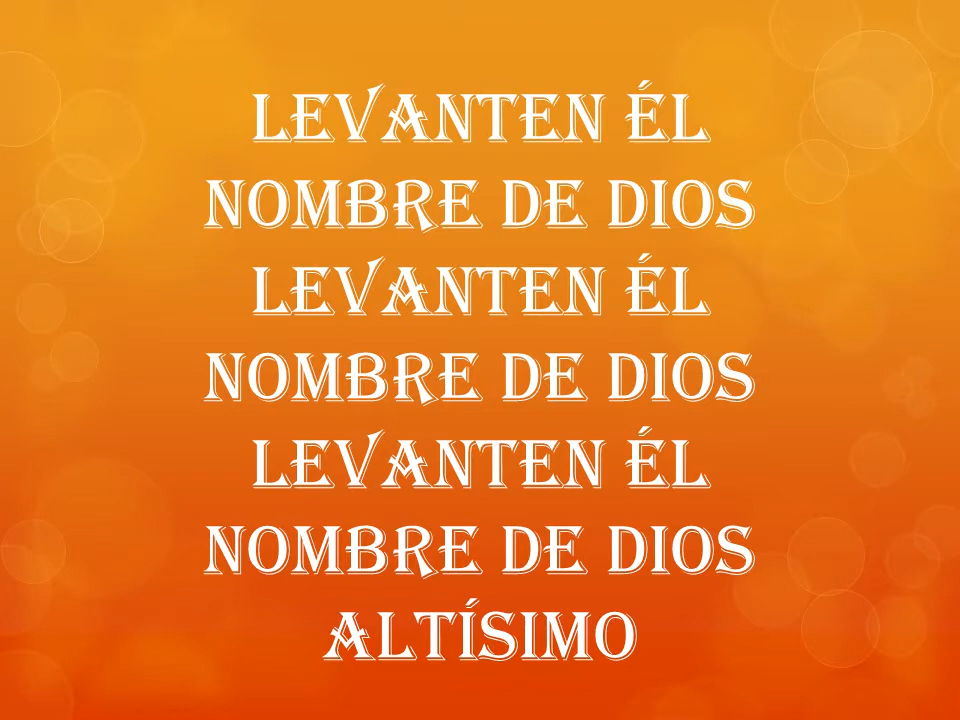 LEVANTEN ÉL
NOMBRE DE DIOS
LEVANTEN ÉL
NOMBRE DE DIOS
LEVANTEN ÉL
NOMBRE DE DIOS
ALTÍSIMO